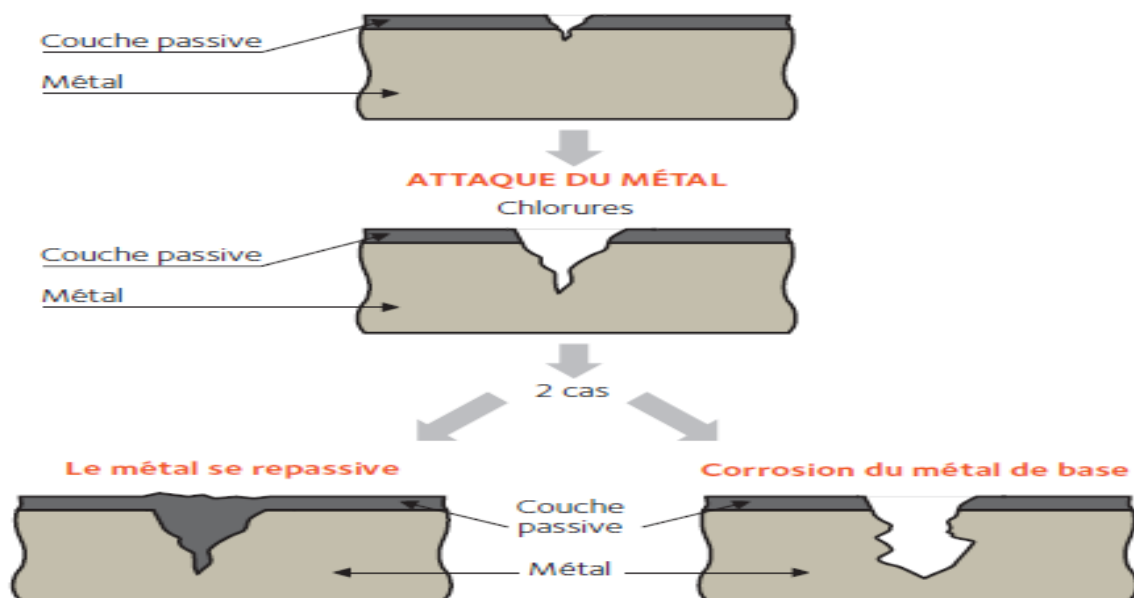 Couche passive
Métal
ATTAQUE DU MÉTAL
Chlorures
Couche passive
Métal
2 cas
Le métal se repassive
Corrosion du métal de base
Couche
passive
Métal